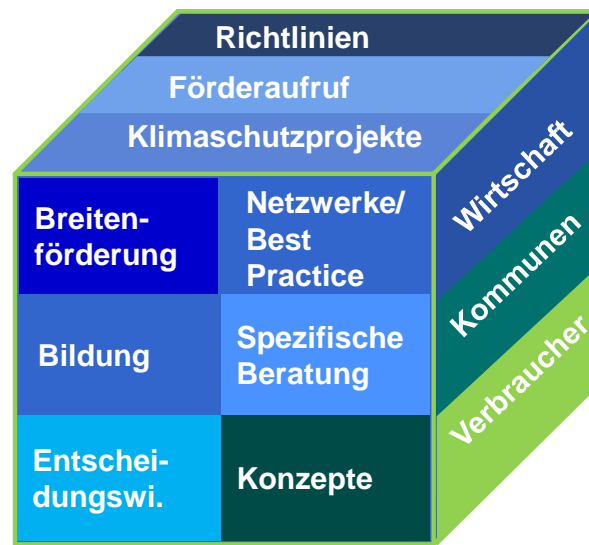 Richtlinien
Förderaufruf
Klimaschutzprojekte
Breiten-
förderung
Netzwerke/
Best
Practice
Bildung
Spezifische
Beratung
Entschei-
dungswi.
Konzepte
Wirtschaft
Kommunen
Verbraucher